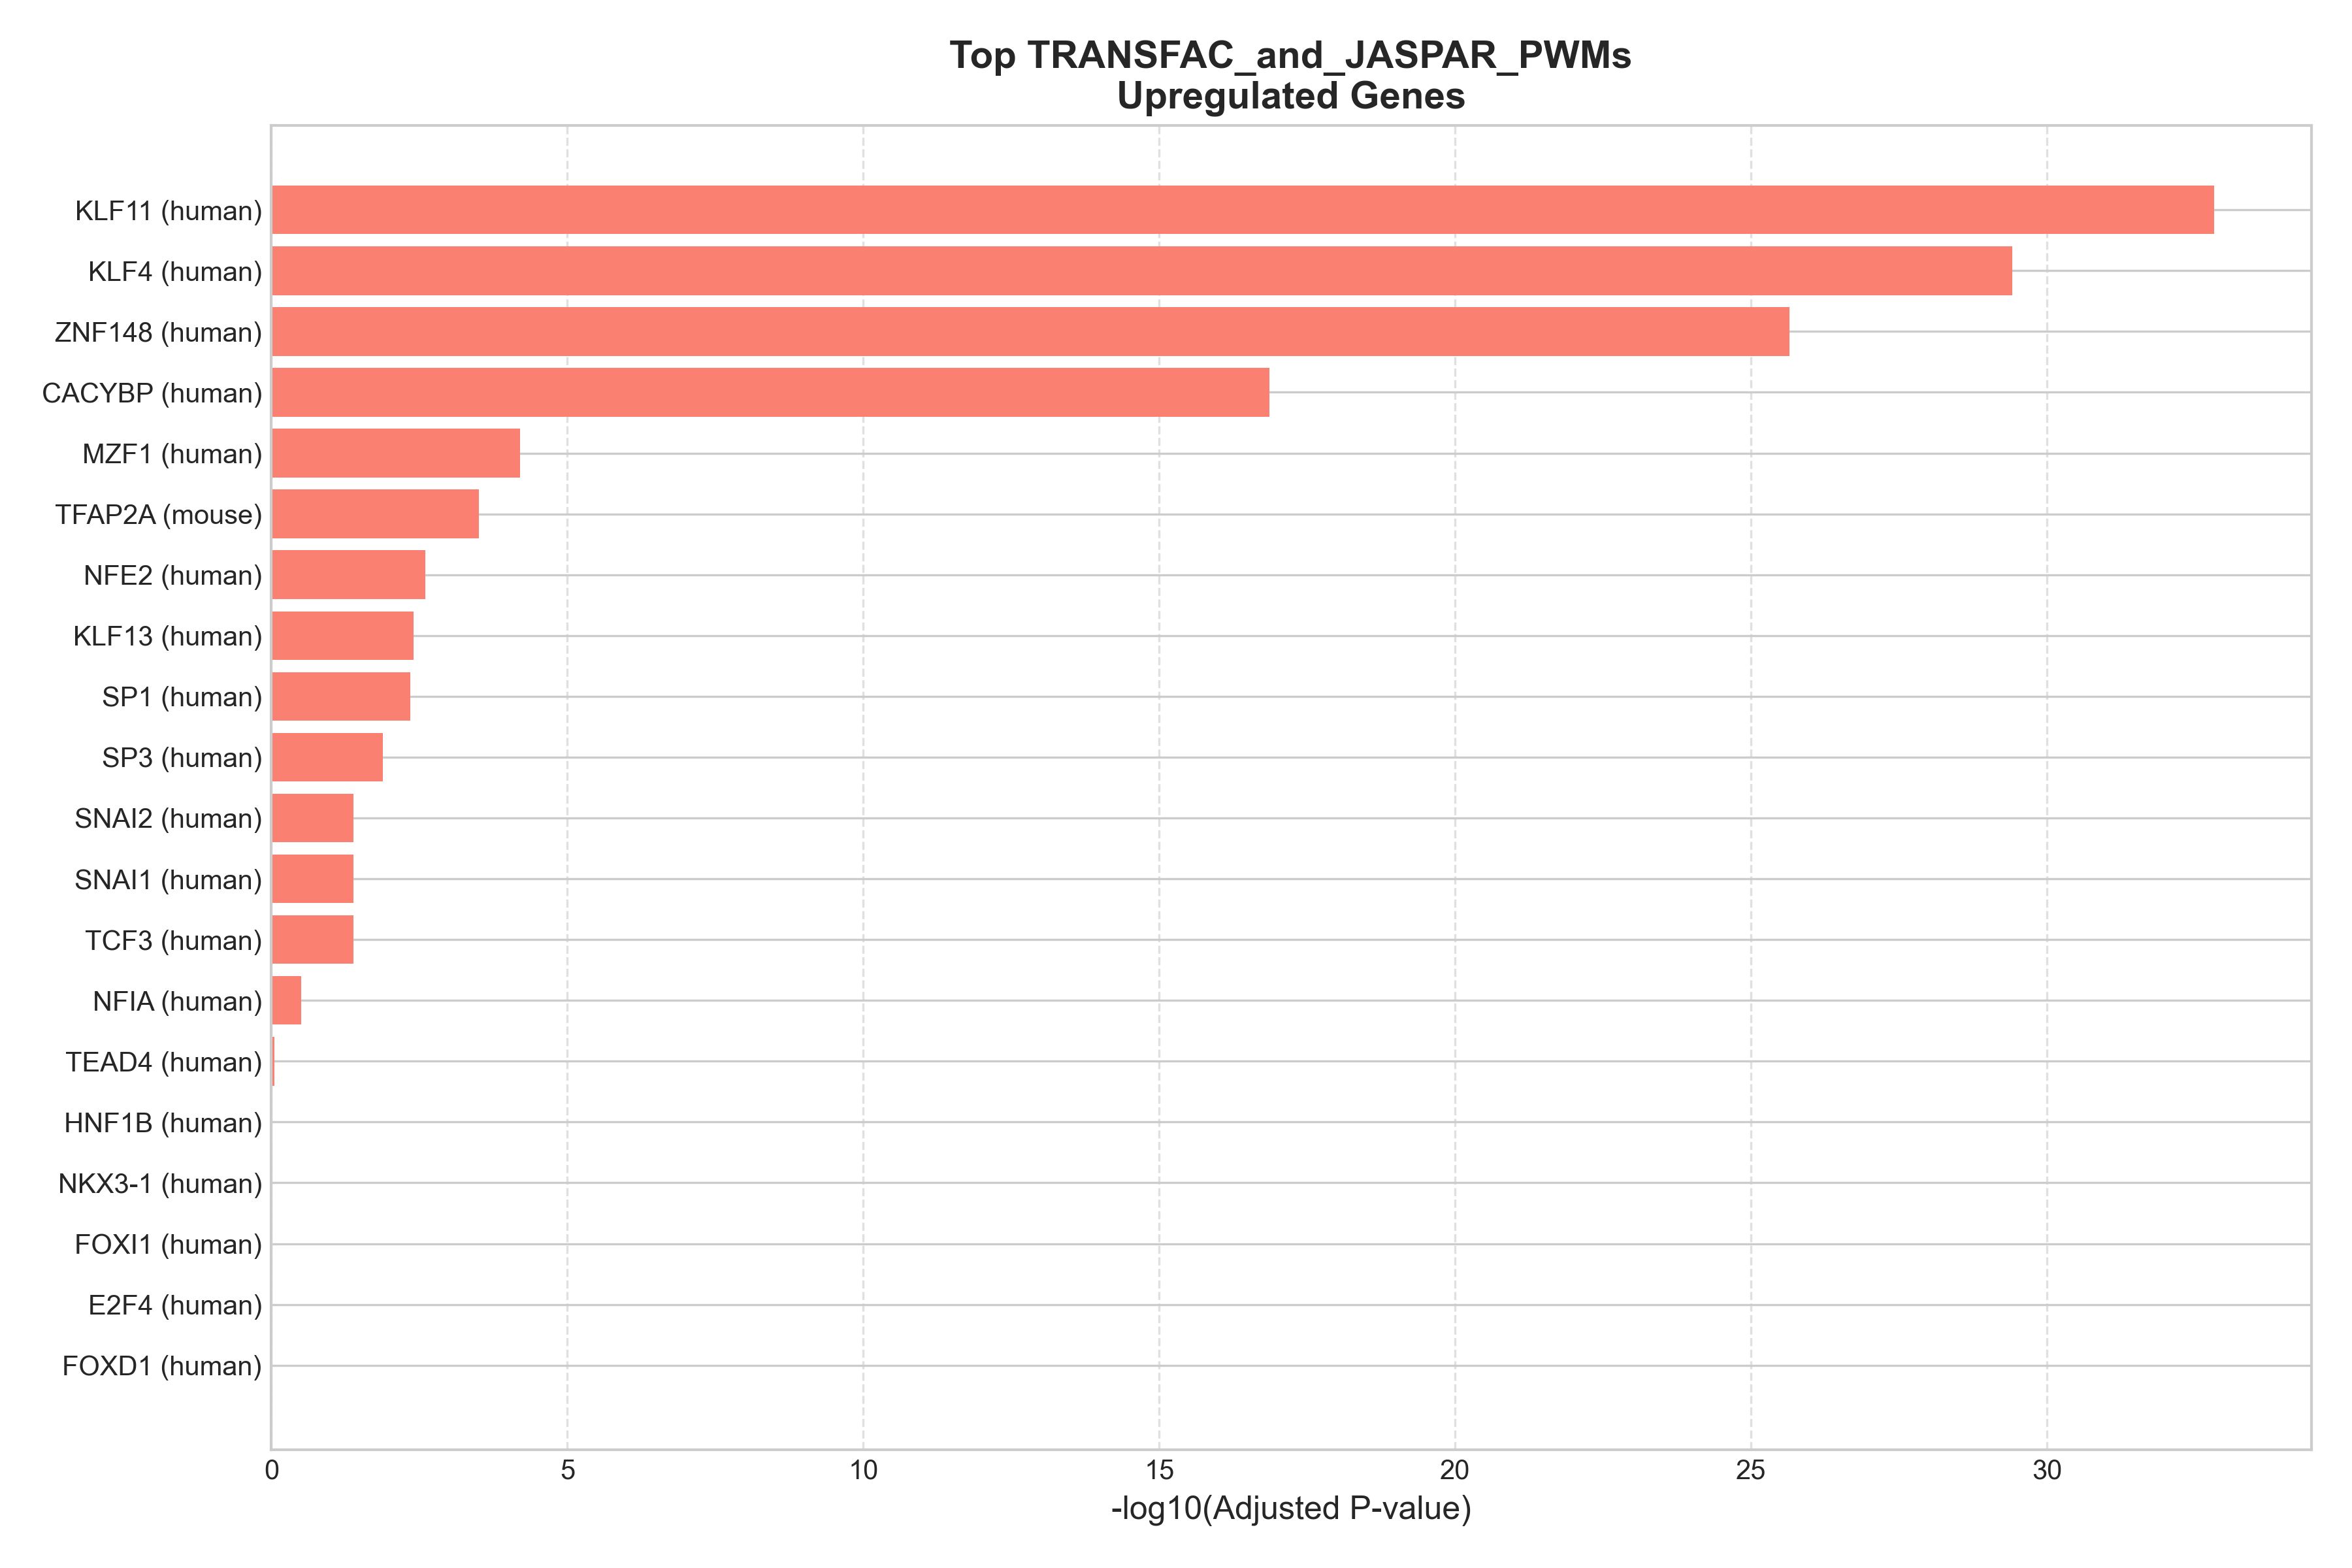 Top TRANSFAC_and_JASPAR_PWMs
Upregulated Genes
KLF11 (human)
KLF4 (human)
ZNF148 (human)
CACYBP (human)
MZF1 (human)
TFAP2A (mouse)
NFE2 (human)
KLF13 (human)
SP1 (human)
SP3 (human)
SNAI2 (human)
SNAI1 (human)
TCF3 (human)
NFIA (human)
TEAD4 (human)
HNF1B (human)
NKX3-1 (human)
FOXI1 (human)
E2F4 (human)
FOXD1 (human)
0 5 10 15 20 25 30
-log10(Adjusted P-value)